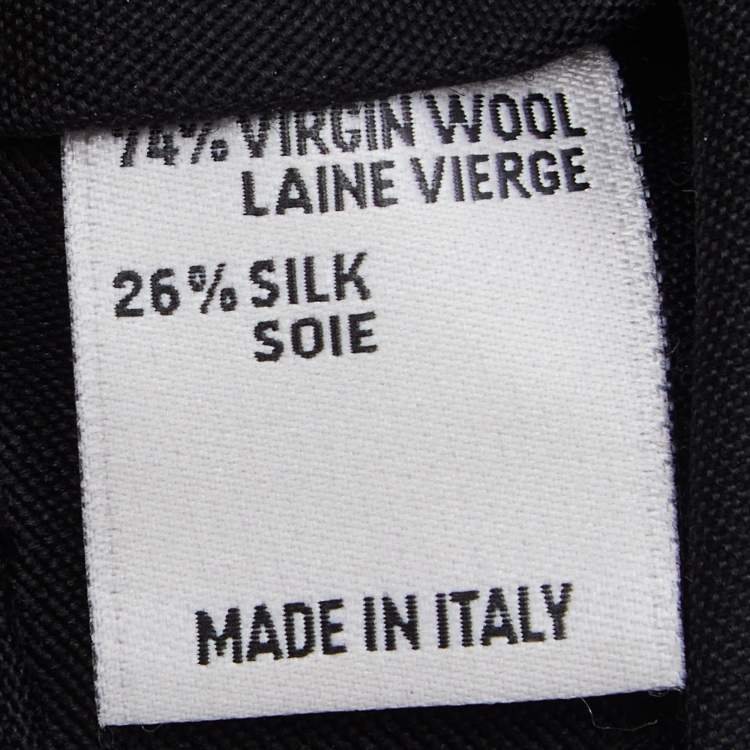 74% VIRGIN WOOL
LAINE VIERGE
26% SILK
SOIE
MADE IN ITALY